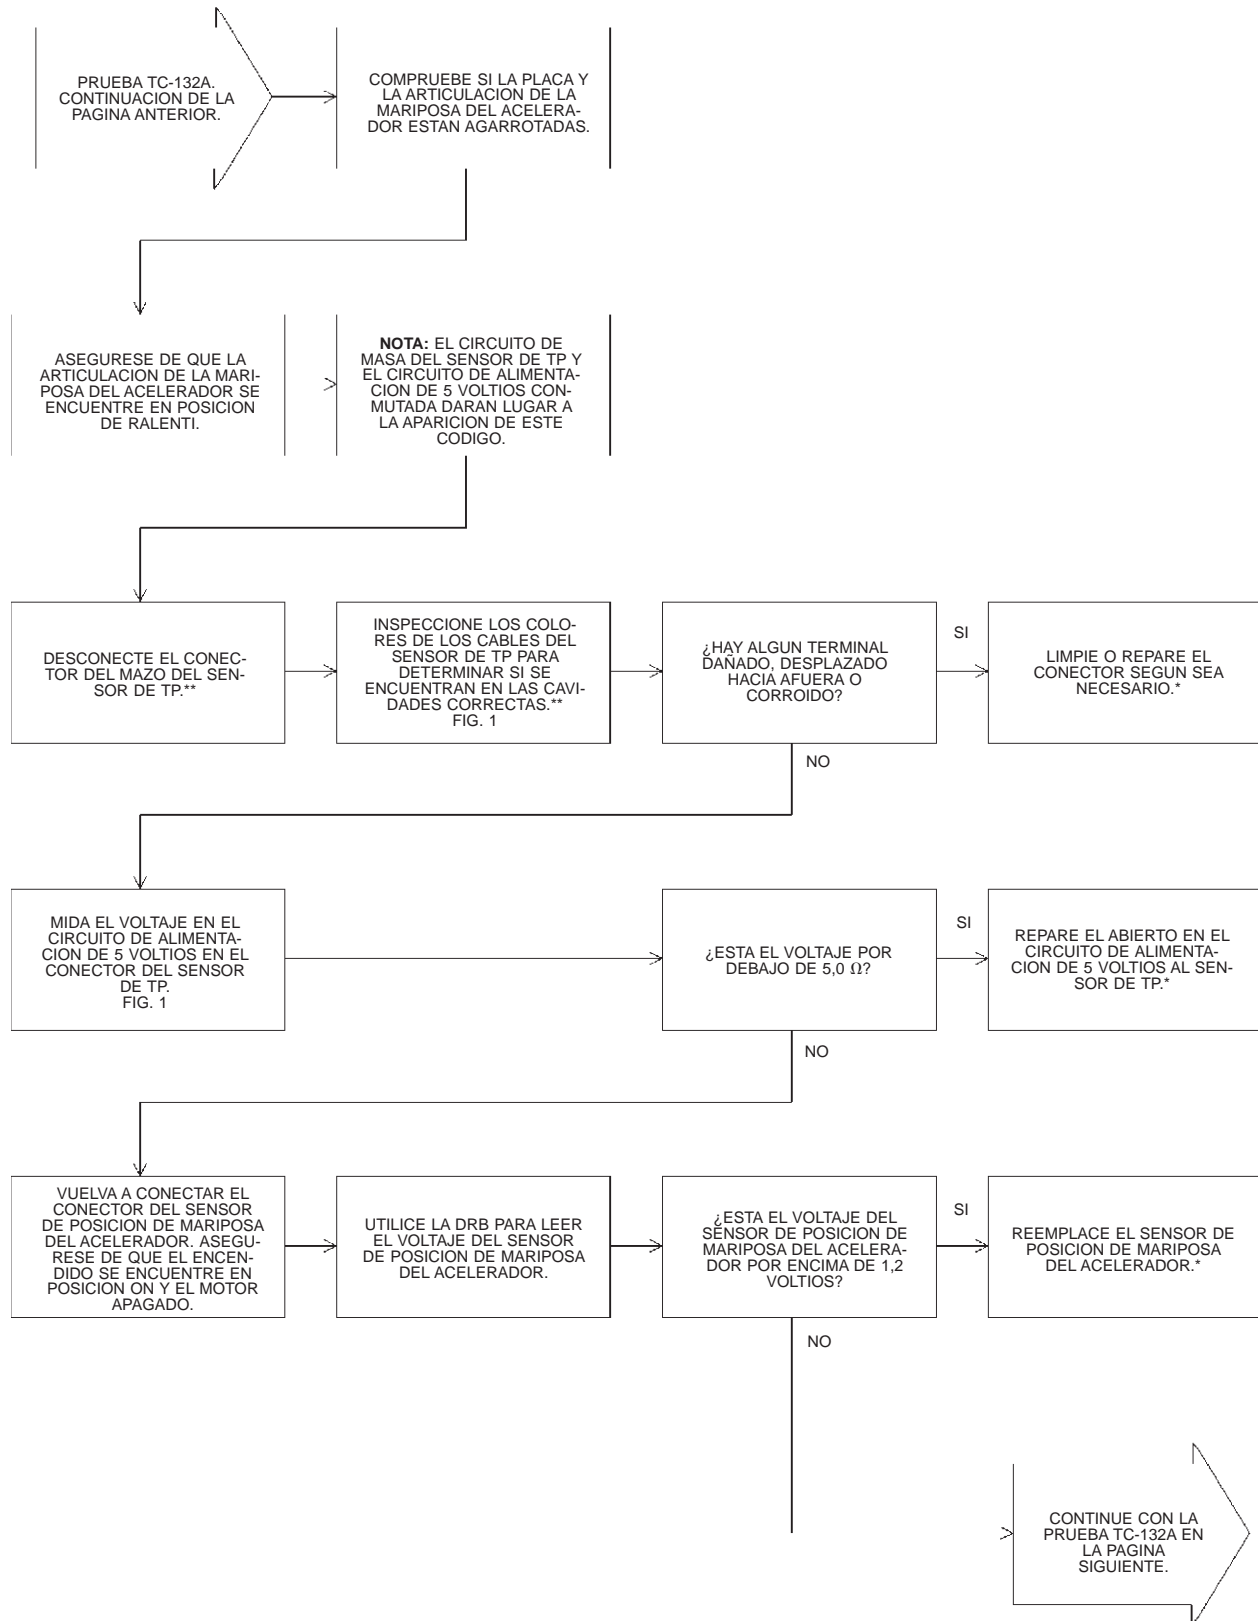 PRUEBA TC-132A.
CONTINUACION DE LA
PAGINA ANTERIOR.
COMPRUEBE SI LA PLACA Y
LA ARTICULACION DE LA
MARIPOSA DEL ACELERA-
DOR ESTAN AGARROTADAS.
ASEGURESE DE QUE LA
ARTICULACION DE LA MARI-
POSA DEL ACELERADOR SE
ENCUENTRE EN POSICION
DE RALENTI.
NOTA: EL CIRCUITO DE
MASA DEL SENSOR DE TP Y
EL CIRCUITO DE ALIMENTA-
CION DE 5 VOLTIOS CON-
MUTADA DARAN LUGAR A
LA APARICION DE ESTE
CODIGO.
DESCONECTE EL CONEC-
TOR DEL MAZO DEL SEN-
SOR DE TP.**
INSPECCIONE LOS COLO-
RES DE LOS CABLES DEL
SENSOR DE TP PARA
DETERMINAR SI SE
ENCUENTRAN EN LAS CAVI-
DADES CORRECTAS.**
FIG. 1
¿HAY ALGUN TERMINAL
DAÑADO, DESPLAZADO
HACIA AFUERA O
CORROIDO?
SI
LIMPIE O REPARE EL
CONECTOR SEGUN SEA
NECESARIO.*
NO
MIDA EL VOLTAJE EN EL
CIRCUITO DE ALIMENTA-
CION DE 5 VOLTIOS EN EL
CONECTOR DEL SENSOR
DE TP.
FIG. 1
¿ESTA EL VOLTAJE POR
DEBAJO DE 5,0 Ω?
SI
REPARE EL ABIERTO EN EL
CIRCUITO DE ALIMENTA-
CION DE 5 VOLTIOS AL SEN-
SOR DE TP.*
NO
VUELVA A CONECTAR EL
CONECTOR DEL SENSOR
DE POSICION DE MARIPOSA
DEL ACELERADOR. ASEGU-
RESE DE QUE EL ENCEN-
DIDO SE ENCUENTRE EN
POSICION ON Y EL MOTOR
APAGADO.
UTILICE LA DRB PARA LEER
EL VOLTAJE DEL SENSOR
DE POSICION DE MARIPOSA
DEL ACELERADOR.
¿ESTA EL VOLTAJE DEL
SENSOR DE POSICION DE
MARIPOSA DEL ACELERA-
DOR POR ENCIMA DE 1,2
VOLTIOS?
SI
REEMPLACE EL SENSOR DE
POSICION DE MARIPOSA
DEL ACELERADOR.*
NO
CONTINUE CON LA
PRUEBA TC-132A EN
LA PAGINA
SIGUIENTE.